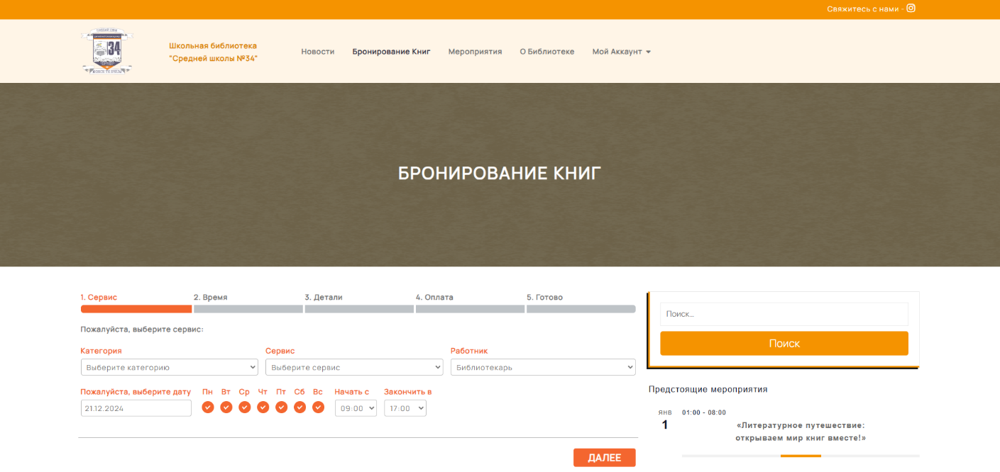 Свяжитесь с нами -
34
Школьная библиотека
"Средней школы №34"
Новости
Бронирование Книг
Мероприятия
О Библиотеке
Мой Аккаунт
БРОНИРОВАНИЕ КНИГ
1. Сервис
2. Время
3. Детали
4. Оплата
5. Готово
Пожалуйста, выберите сервис:
Категория
Сервис
Работник
Выберите категорию
Выберите сервис
Библиотекарь
Пожалуйста, выберите дату
Пн Вт Ср Чт Пт Сб Вс
Начать с
Закончить в
21.12.2024
09:00
17:00
ДАЛЕЕ
Поиск...
Поиск
Предстоящие мероприятия
ЯНВ
1
01:00 - 08:00
«Литературное путешествие:
открываем мир книг вместе!»